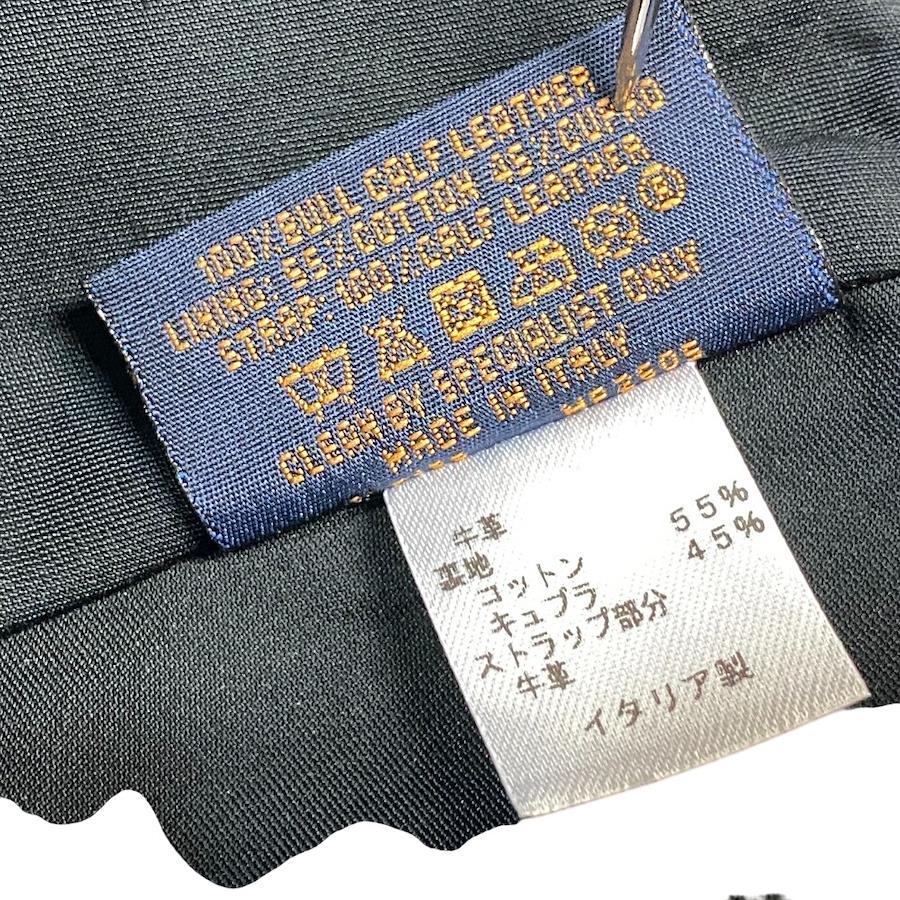 100%BULL CALF LEATHER
LINING: 55%COTTON 45%CUPRO
STRAP: 100%CALF LEATHER
CLEAN BY SPECIALIST ONLY
MADE IN ITALY
牛革
裏地
コットン 55%
キュプラ 45%
ストラップ部分
牛革
イタリア製